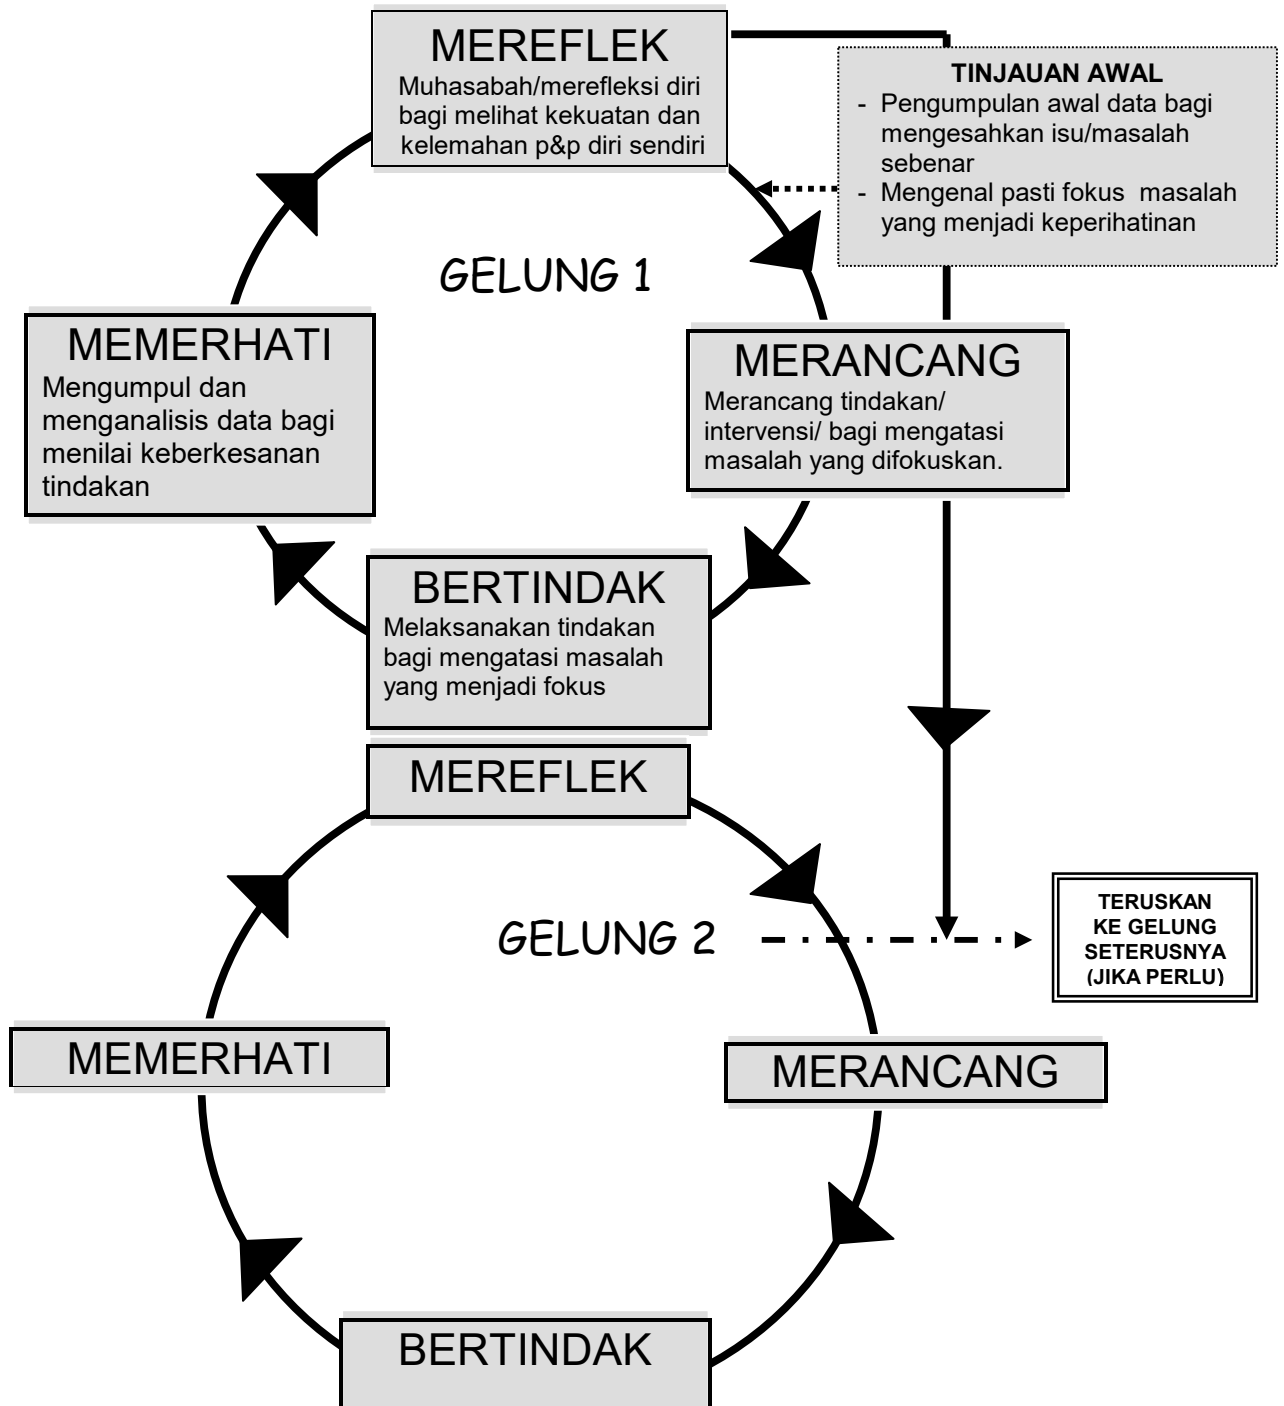 MEREFLEK
Muhasabah/merefleksi diri
bagi melihat kekuatan dan
kelemahan p&p diri sendiri
TINJAUAN AWAL
- Pengumpulan awal data bagi
mengesahkan isu/masalah
sebenar
- Mengenal pasti fokus masalah
yang menjadi keperihatinan
GELUNG 1
MEMERHATI
Mengumpul dan
menganalisis data bagi
menilai keberkesanan
tindakan
MERANCANG
Merancang tindakan/
intervensi/ bagi mengatasi
masalah yang difokuskan.
BERTINDAK
Melaksanakan tindakan
bagi mengatasi masalah
yang menjadi fokus
MEREFLEK
GELUNG 2
TERUSKAN
KE GELUNG
SETERUSNYA
(JIKA PERLU)
MEMERHATI
MERANCANG
BERTINDAK